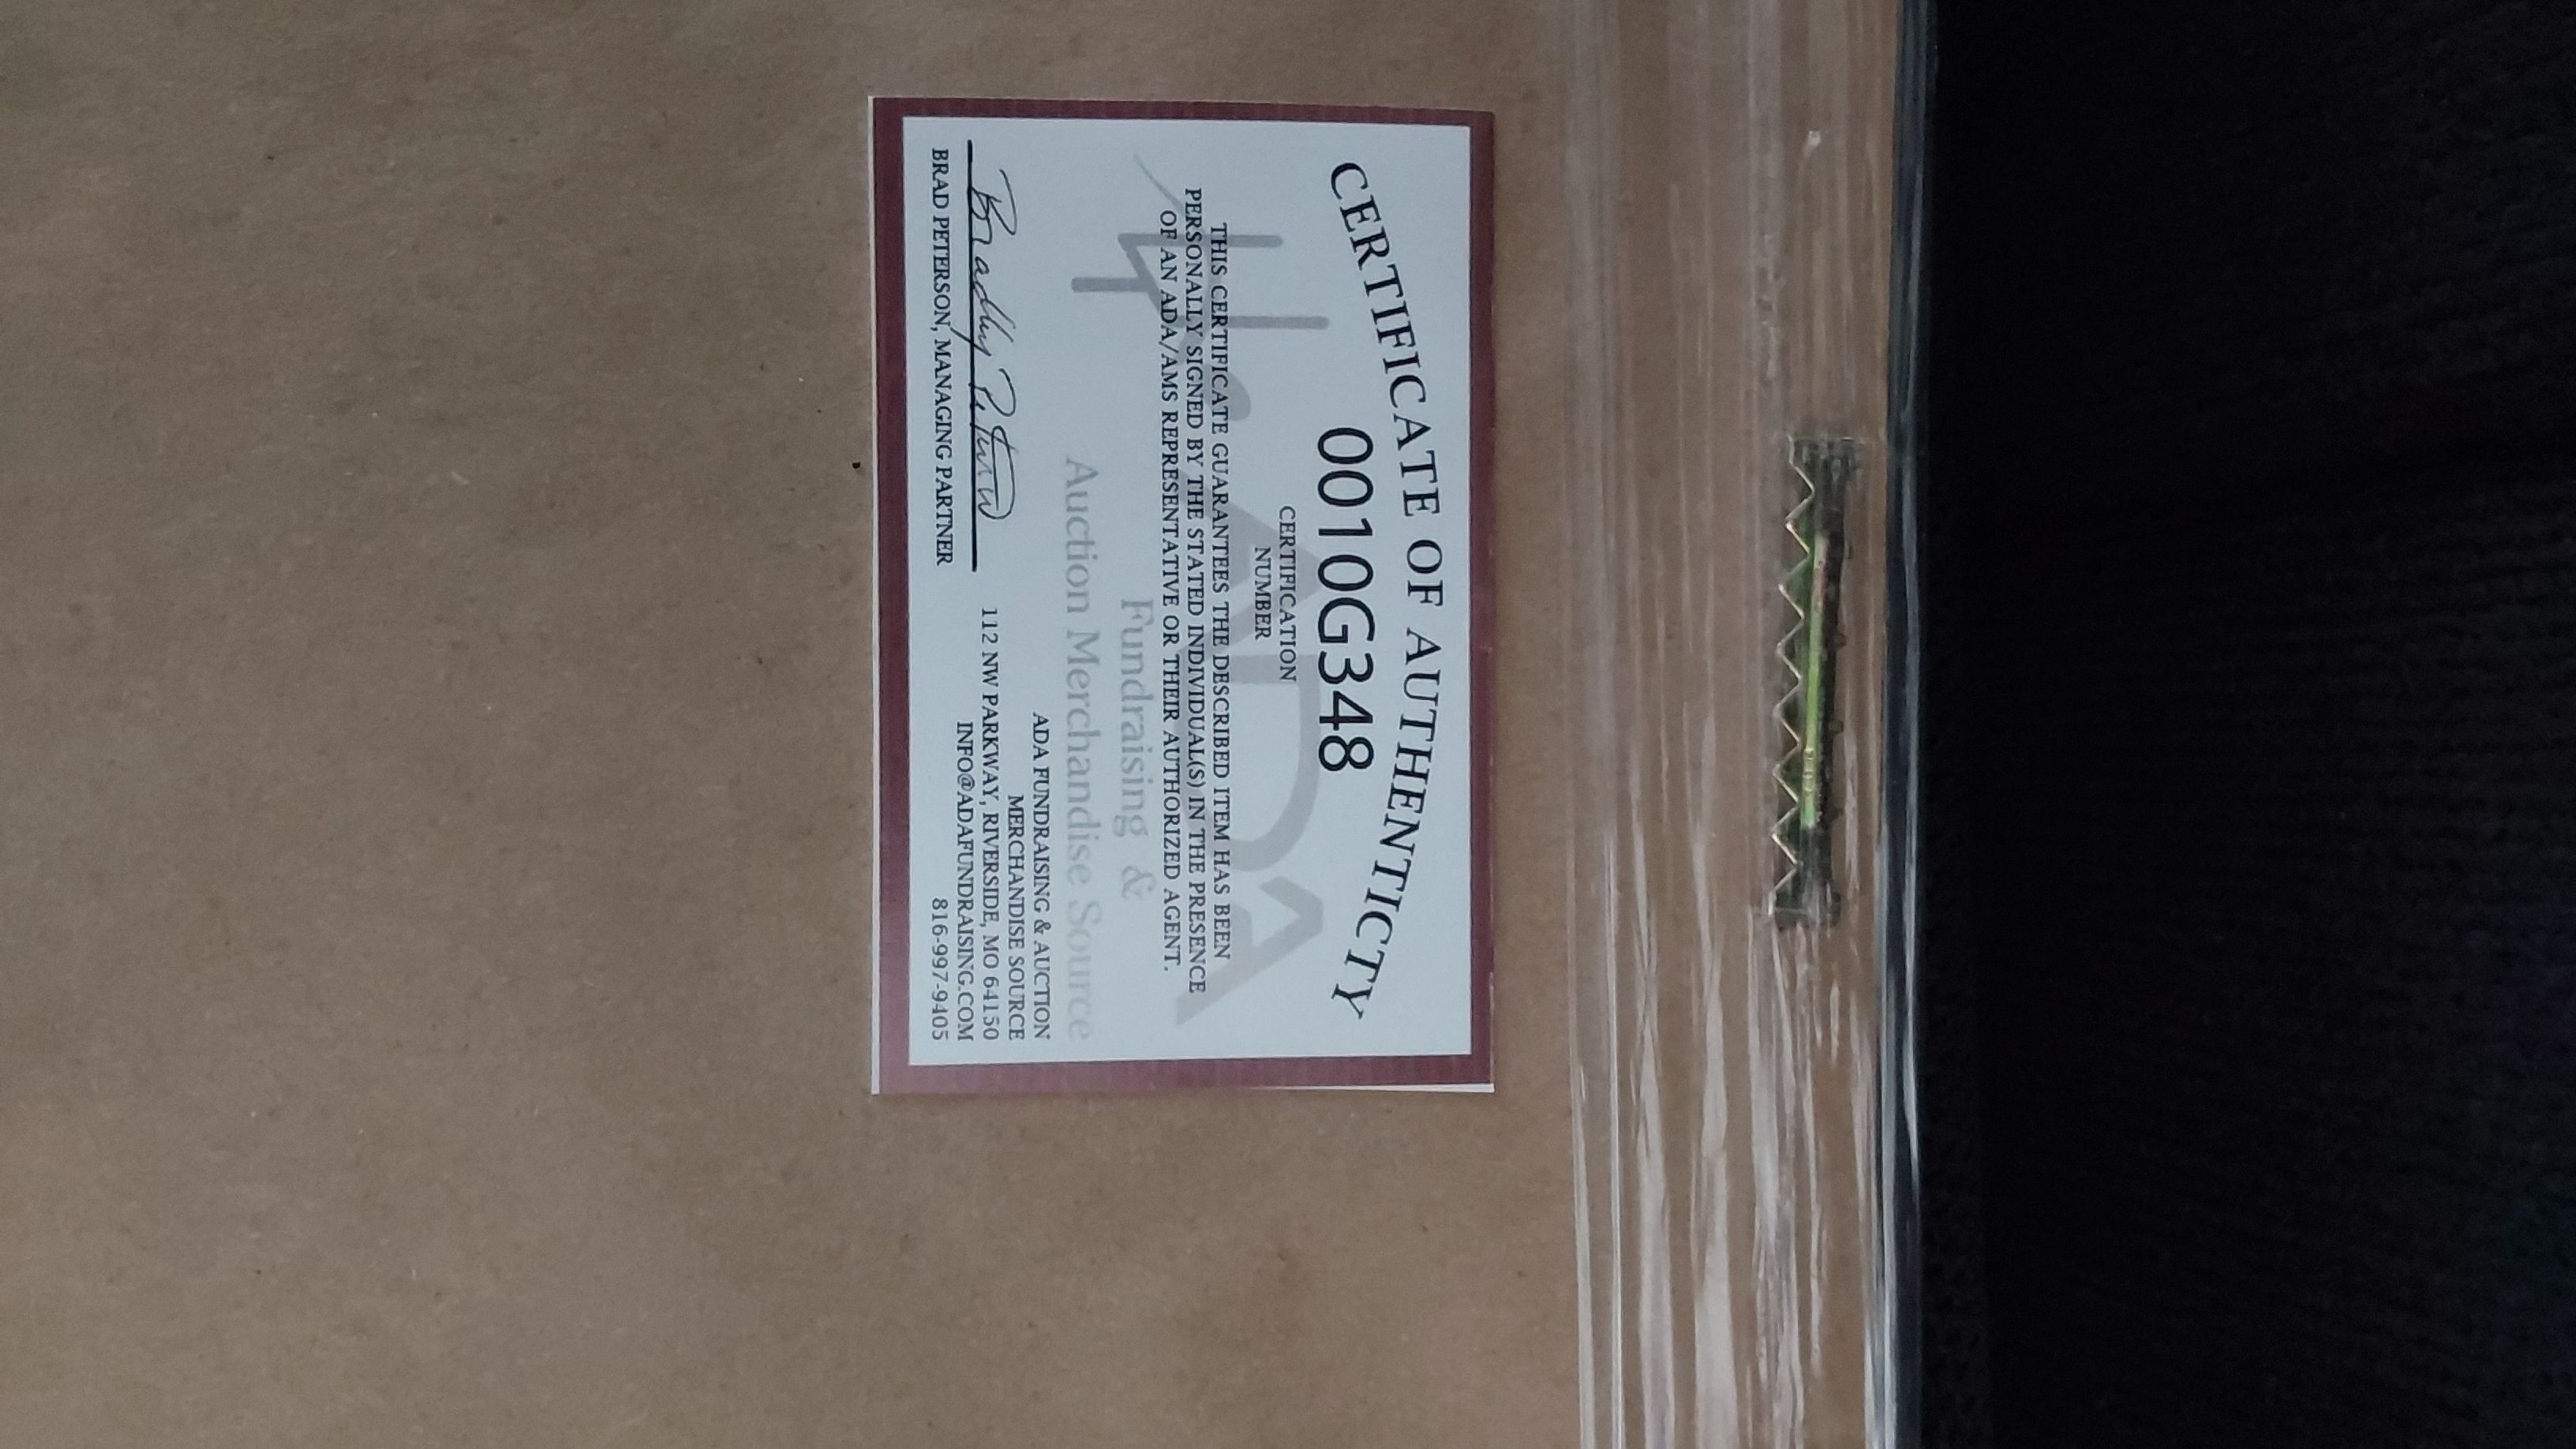 CERTIFICATE OF AUTHENTICTY
0010G348
CERTIFICATION
NUMBER
THIS CERTIFICATE GUARANTEES THE DESCRIBED ITEM HAS BEEN
PERSONALLY SIGNED BY THE STATED INDIVIDUAL(S) IN THE PRESENCE
OF AN ADA/AMS REPRESENTATIVE OR THEIR AUTHORIZED AGENT.
ADA
Fundraising &
Auction Merchandise Source
Bradley Peterson
BRAD PETERSON, MANAGING PARTNER
ADA FUNDRAISING & AUCTION
MERCHANDISE SOURCE
112 NW PARKWAY, RIVERSIDE, MO 64150
INFO@ADAFUNDRAISING.COM
816-997-9405